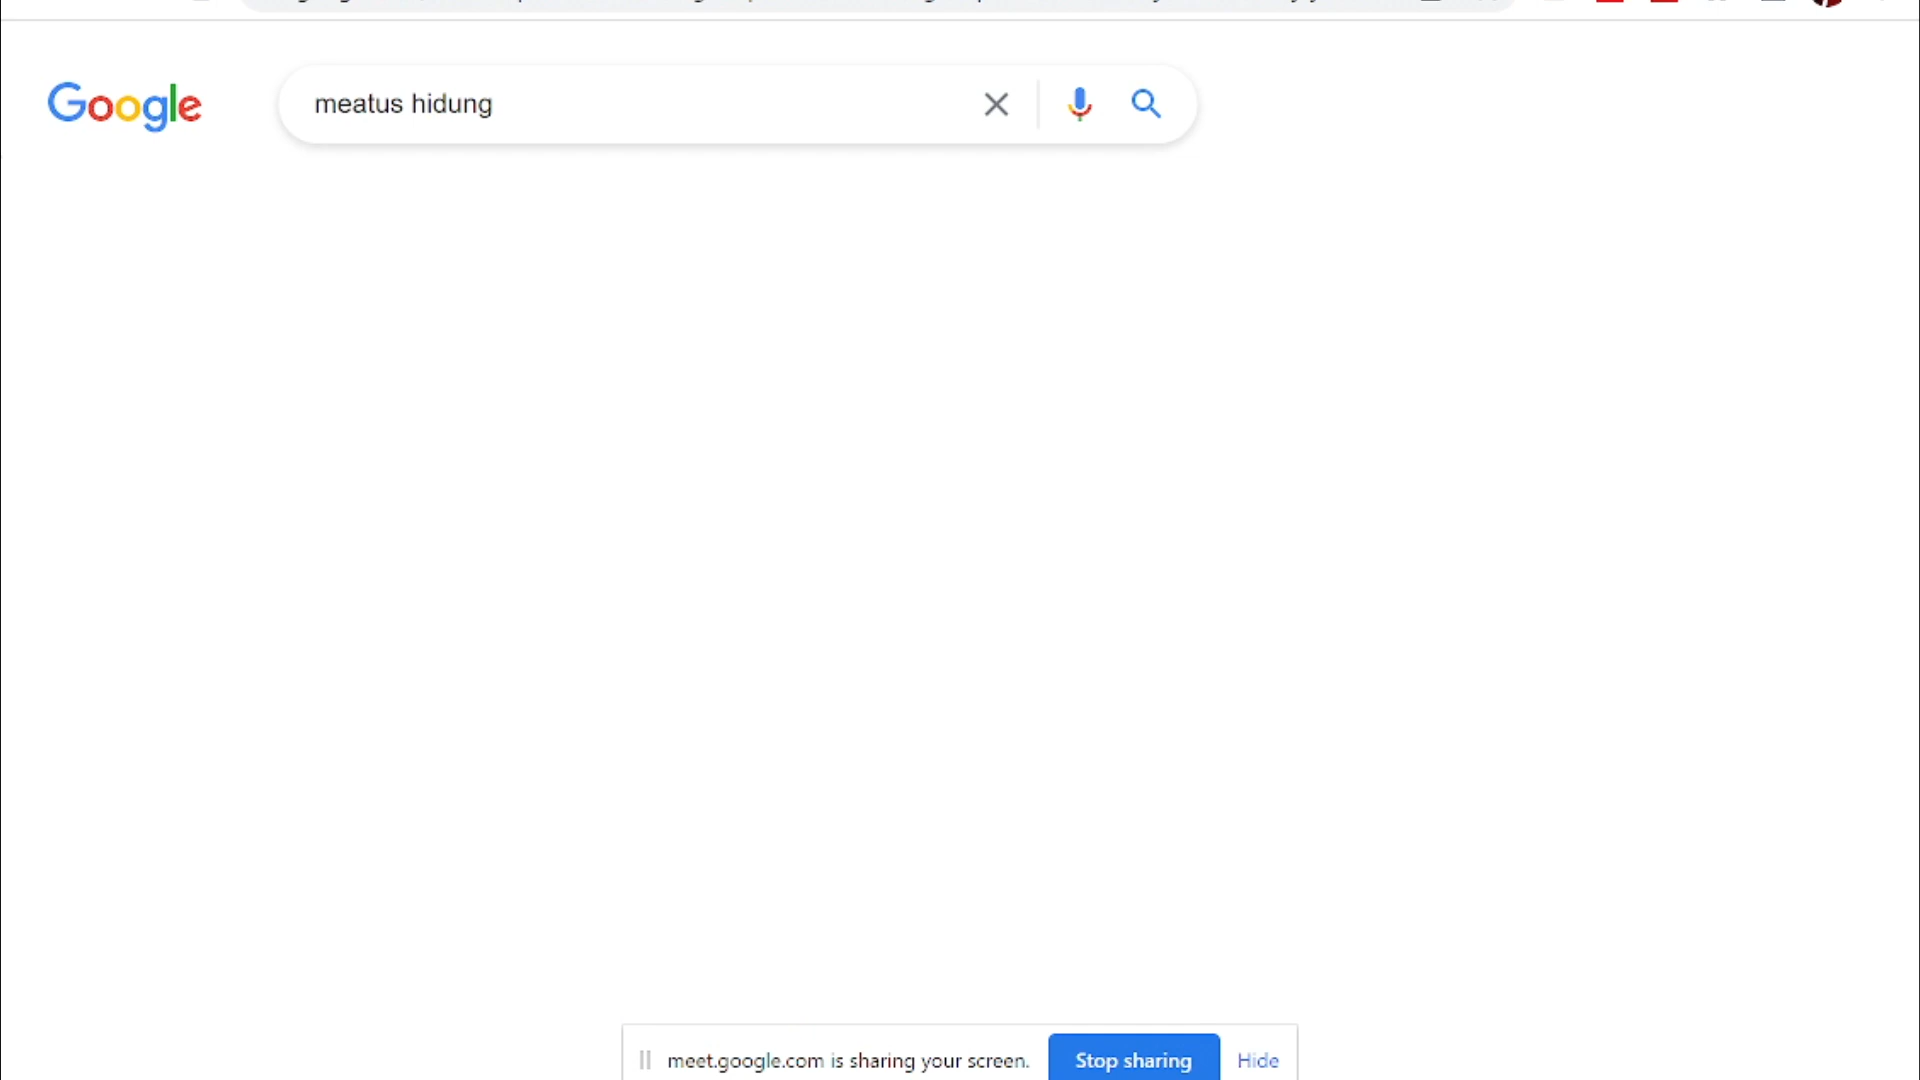 Google
meatus hidung
meet.google.com is sharing your screen.
Stop sharing
Hide